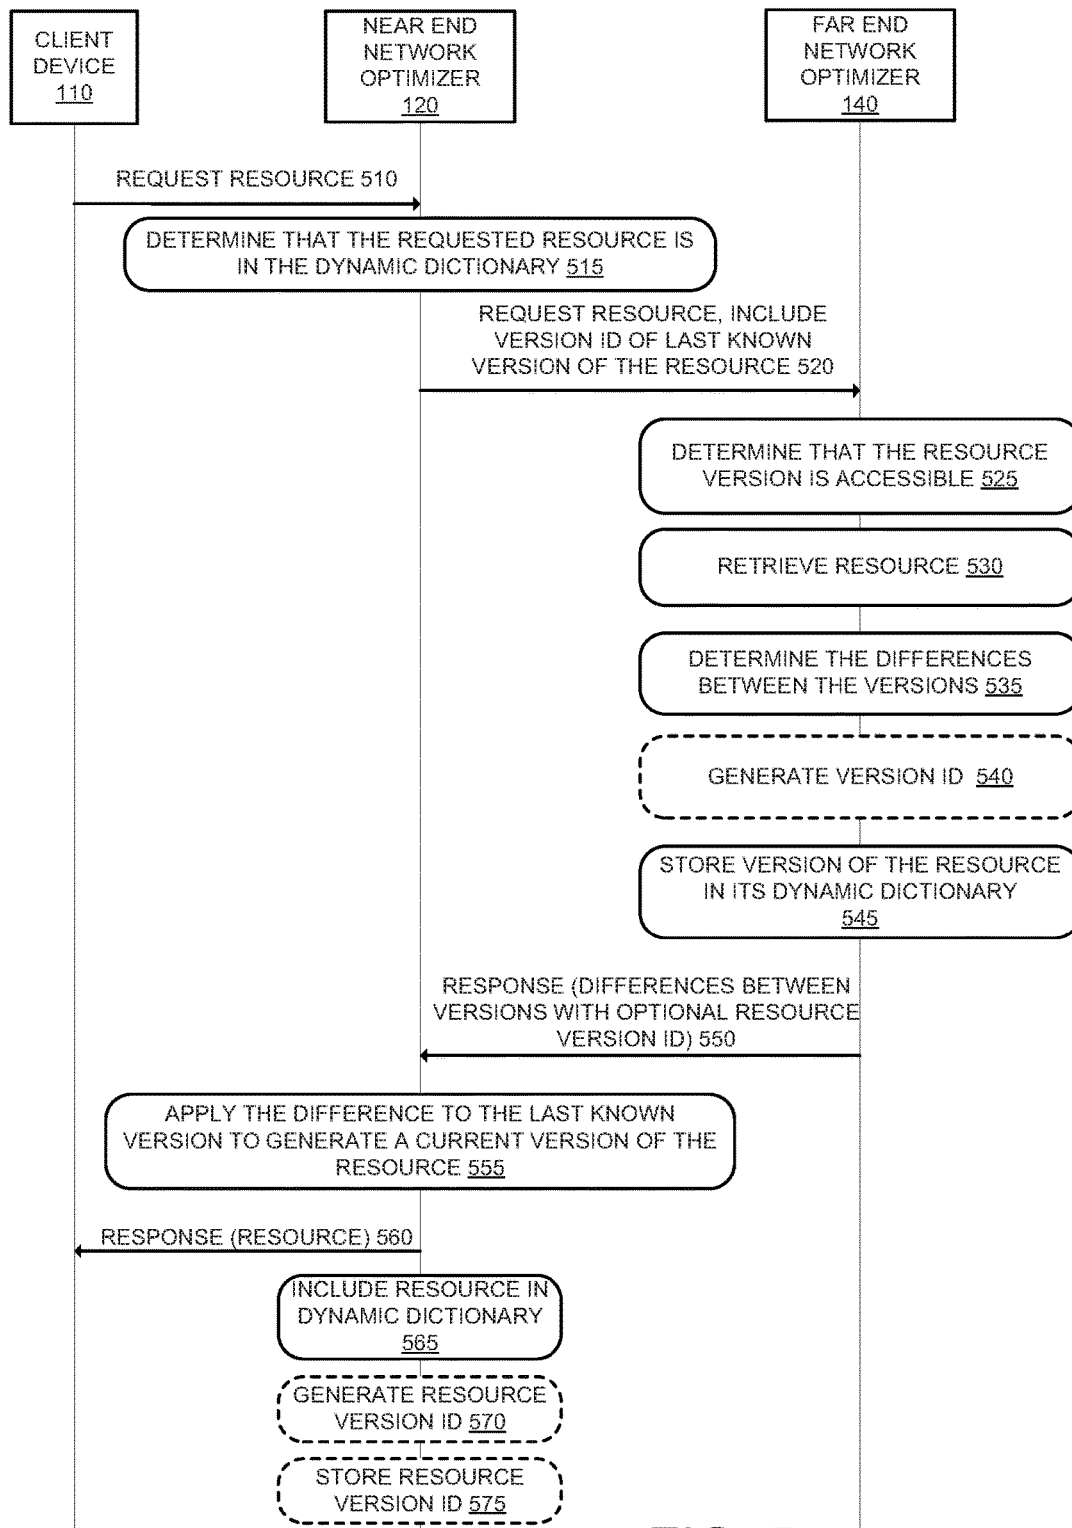 CLIENT
DEVICE
110
NEAR END
NETWORK
OPTIMIZER
120
FAR END
NETWORK
OPTIMIZER
140
REQUEST RESOURCE 510
DETERMINE THAT THE REQUESTED RESOURCE IS
IN THE DYNAMIC DICTIONARY 515
REQUEST RESOURCE, INCLUDE
VERSION ID OF LAST KNOWN
VERSION OF THE RESOURCE 520
DETERMINE THAT THE RESOURCE
VERSION IS ACCESSIBLE 525
RETRIEVE RESOURCE 530
DETERMINE THE DIFFERENCES
BETWEEN THE VERSIONS 535
GENERATE VERSION ID 540
STORE VERSION OF THE RESOURCE
IN ITS DYNAMIC DICTIONARY
545
RESPONSE (DIFFERENCES BETWEEN
VERSIONS WITH OPTIONAL RESOURCE
VERSION ID) 550
APPLY THE DIFFERENCE TO THE LAST KNOWN
VERSION TO GENERATE A CURRENT VERSION OF THE
RESOURCE 555
RESPONSE (RESOURCE) 560
INCLUDE RESOURCE IN
DYNAMIC DICTIONARY
565
GENERATE RESOURCE
VERSION ID 570
STORE RESOURCE
VERSION ID 575